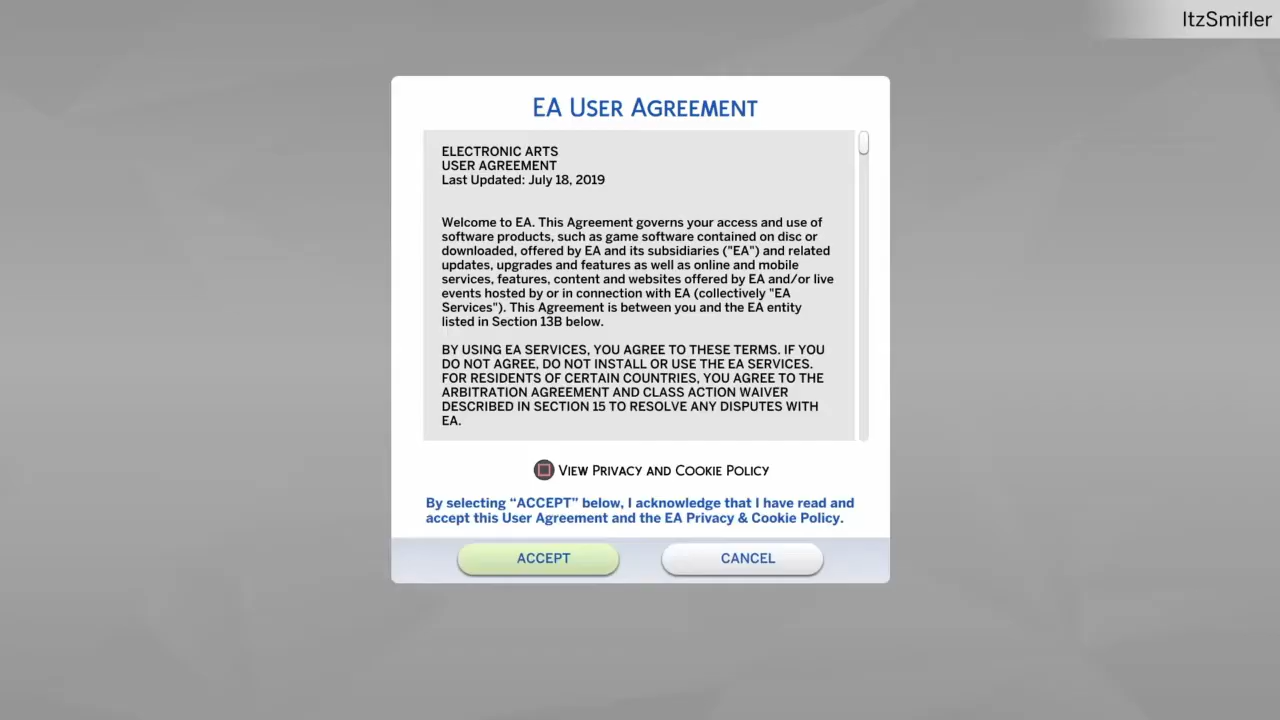 ItzSmifler
EA USER AGREEMENT
ELECTRONIC ARTS
USER AGREEMENT
Last Updated: July 18, 2019
Welcome to EA. This Agreement governs your access and use of
software products, such as game software contained on disc or
downloaded, offered by EA and its subsidiaries ("EA") and related
updates, upgrades and features as well as online and mobile
services, features, content and websites offered by EA and/or live
events hosted by or in connection with EA (collectively "EA
Services"). This Agreement is between you and the EA entity
listed in Section 13B below.
BY USING EA SERVICES, YOU AGREE TO THESE TERMS. IF YOU
DO NOT AGREE, DO NOT INSTALL OR USE THE EA SERVICES.
FOR RESIDENTS OF CERTAIN COUNTRIES, YOU AGREE TO THE
ARBITRATION AGREEMENT AND CLASS ACTION WAIVER
DESCRIBED IN SECTION 15 TO RESOLVE ANY DISPUTES WITH
EA.
VIEW PRIVACY AND COOKIE POLICY
By selecting “ACCEPT” below, I acknowledge that I have read and
accept this User Agreement and the EA Privacy & Cookie Policy.
ACCEPT
CANCEL